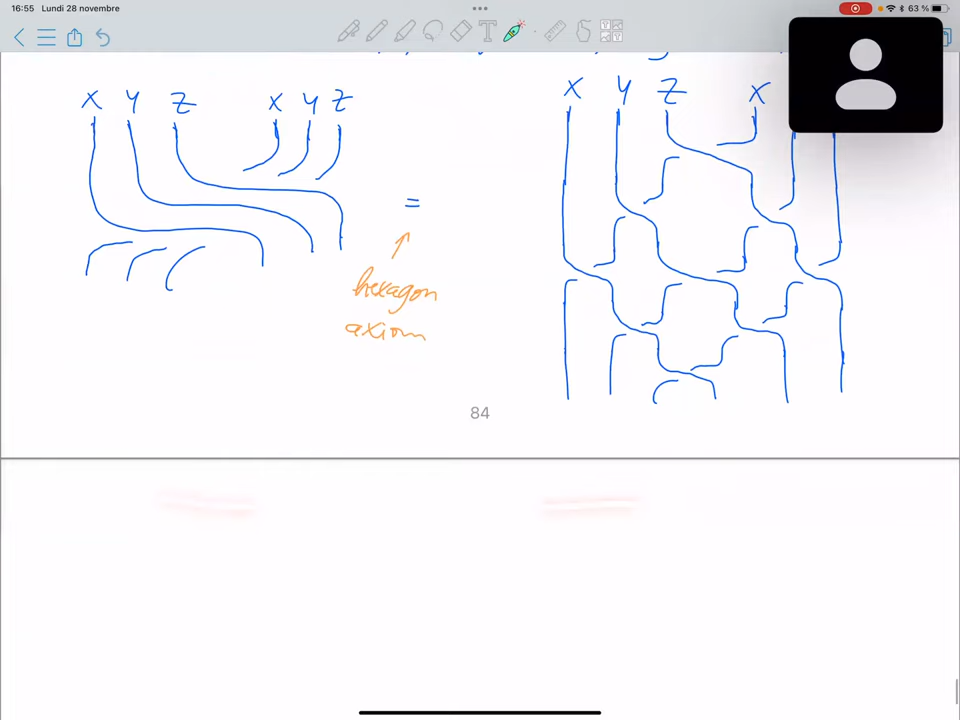 16:55 Lundi 28 novembre
63 %
X Y Z X Y Z
X Y Z X
=
hexagon
axiom
84